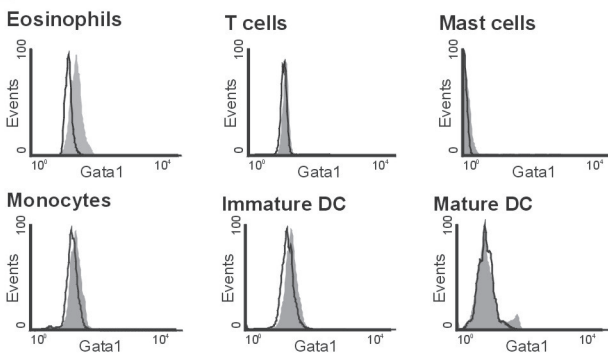 Eosinophils
T cells
Mast cells
100
Events
0
10⁰
Gata1
10⁴
100
Events
0
10⁰
Gata1
10⁴
100
Events
0
10⁰
Gata1
10⁴
Monocytes
Immature DC
Mature DC
100
Events
0
10⁰
Gata1
10⁴
100
Events
0
10⁰
Gata1
10⁴
100
Events
0
10⁰
Gata1
10⁴